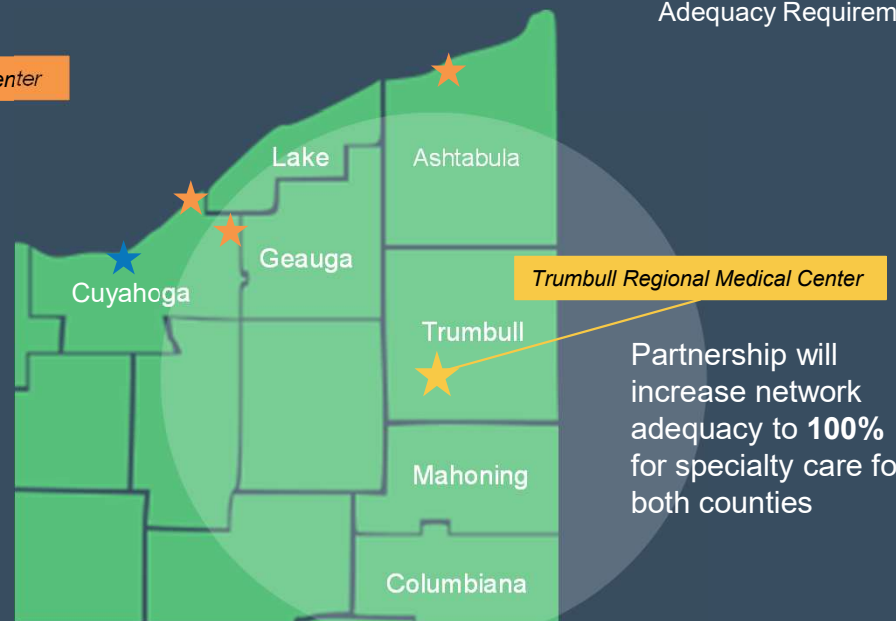 Adequacy Requirem
enter
Lake
Ashtabula
Geauga
Trumbull Regional Medical Center
Cuyahoga
Trumbull
Partnership will
increase network
adequacy to 100%
for specialty care fo
both counties
Mahoning
Columbiana